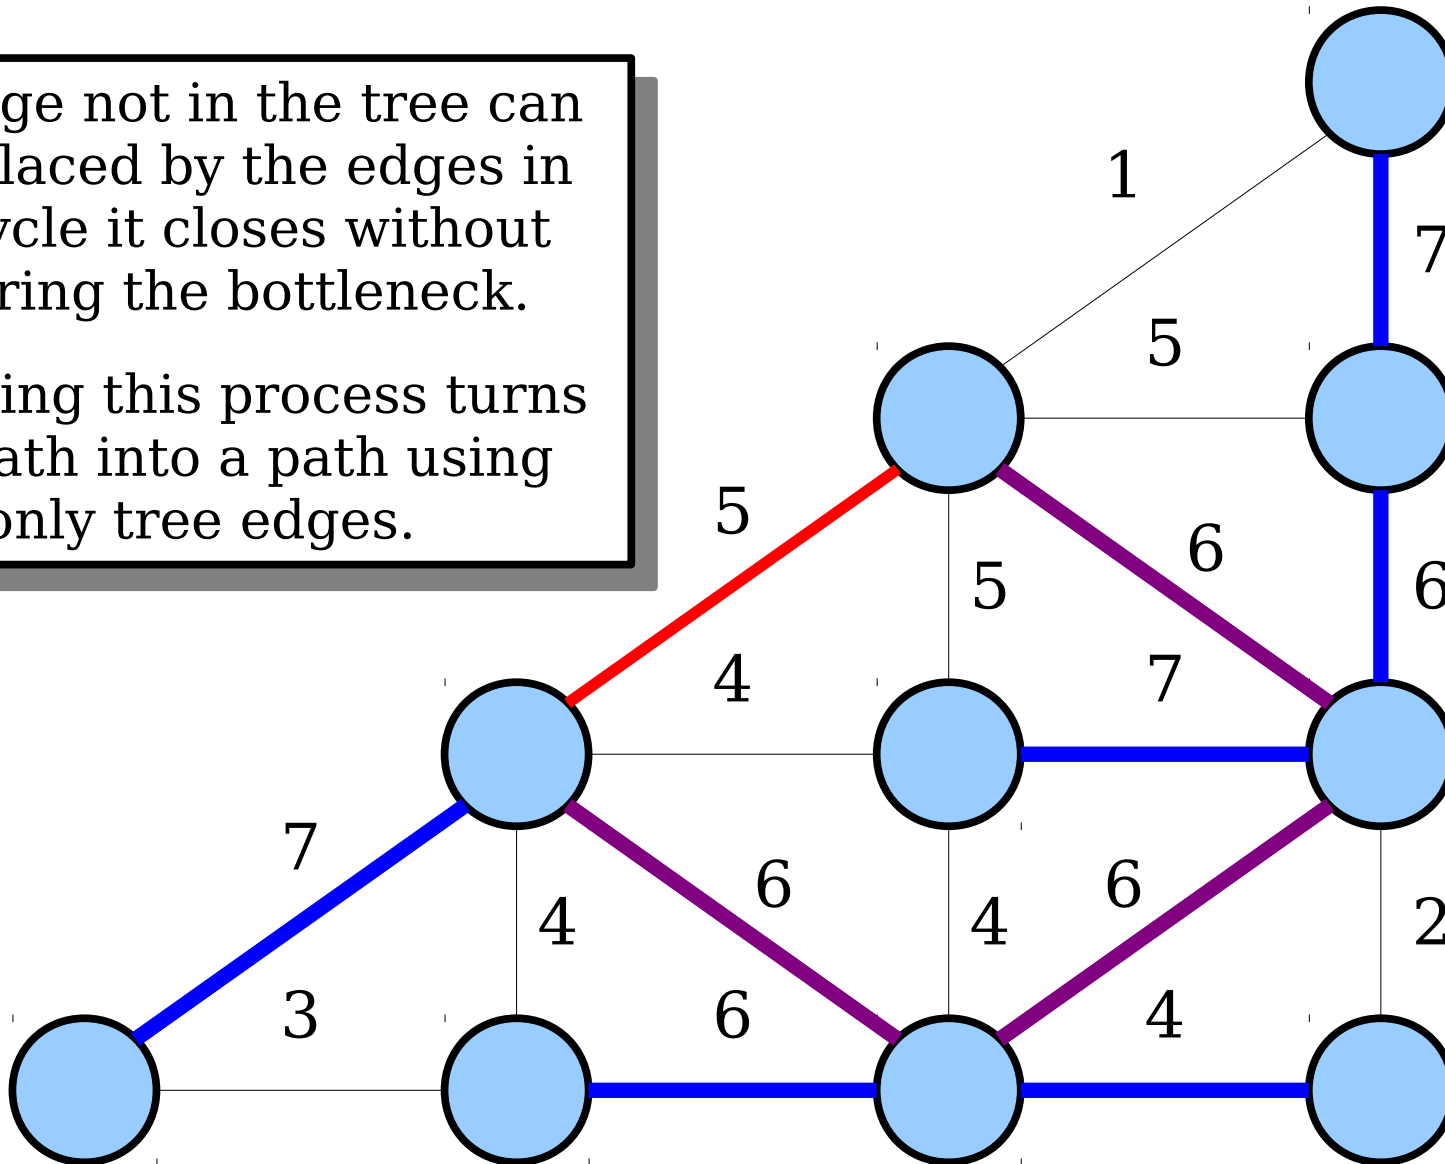 ge not in the tree can
laced by the edges in
ycle it closes without
ring the bottleneck.
ing this process turns
ath into a path using
only tree edges.
1
7
5
5
6
5
6
4
7
7
6
6
4
4
2
3
6
4